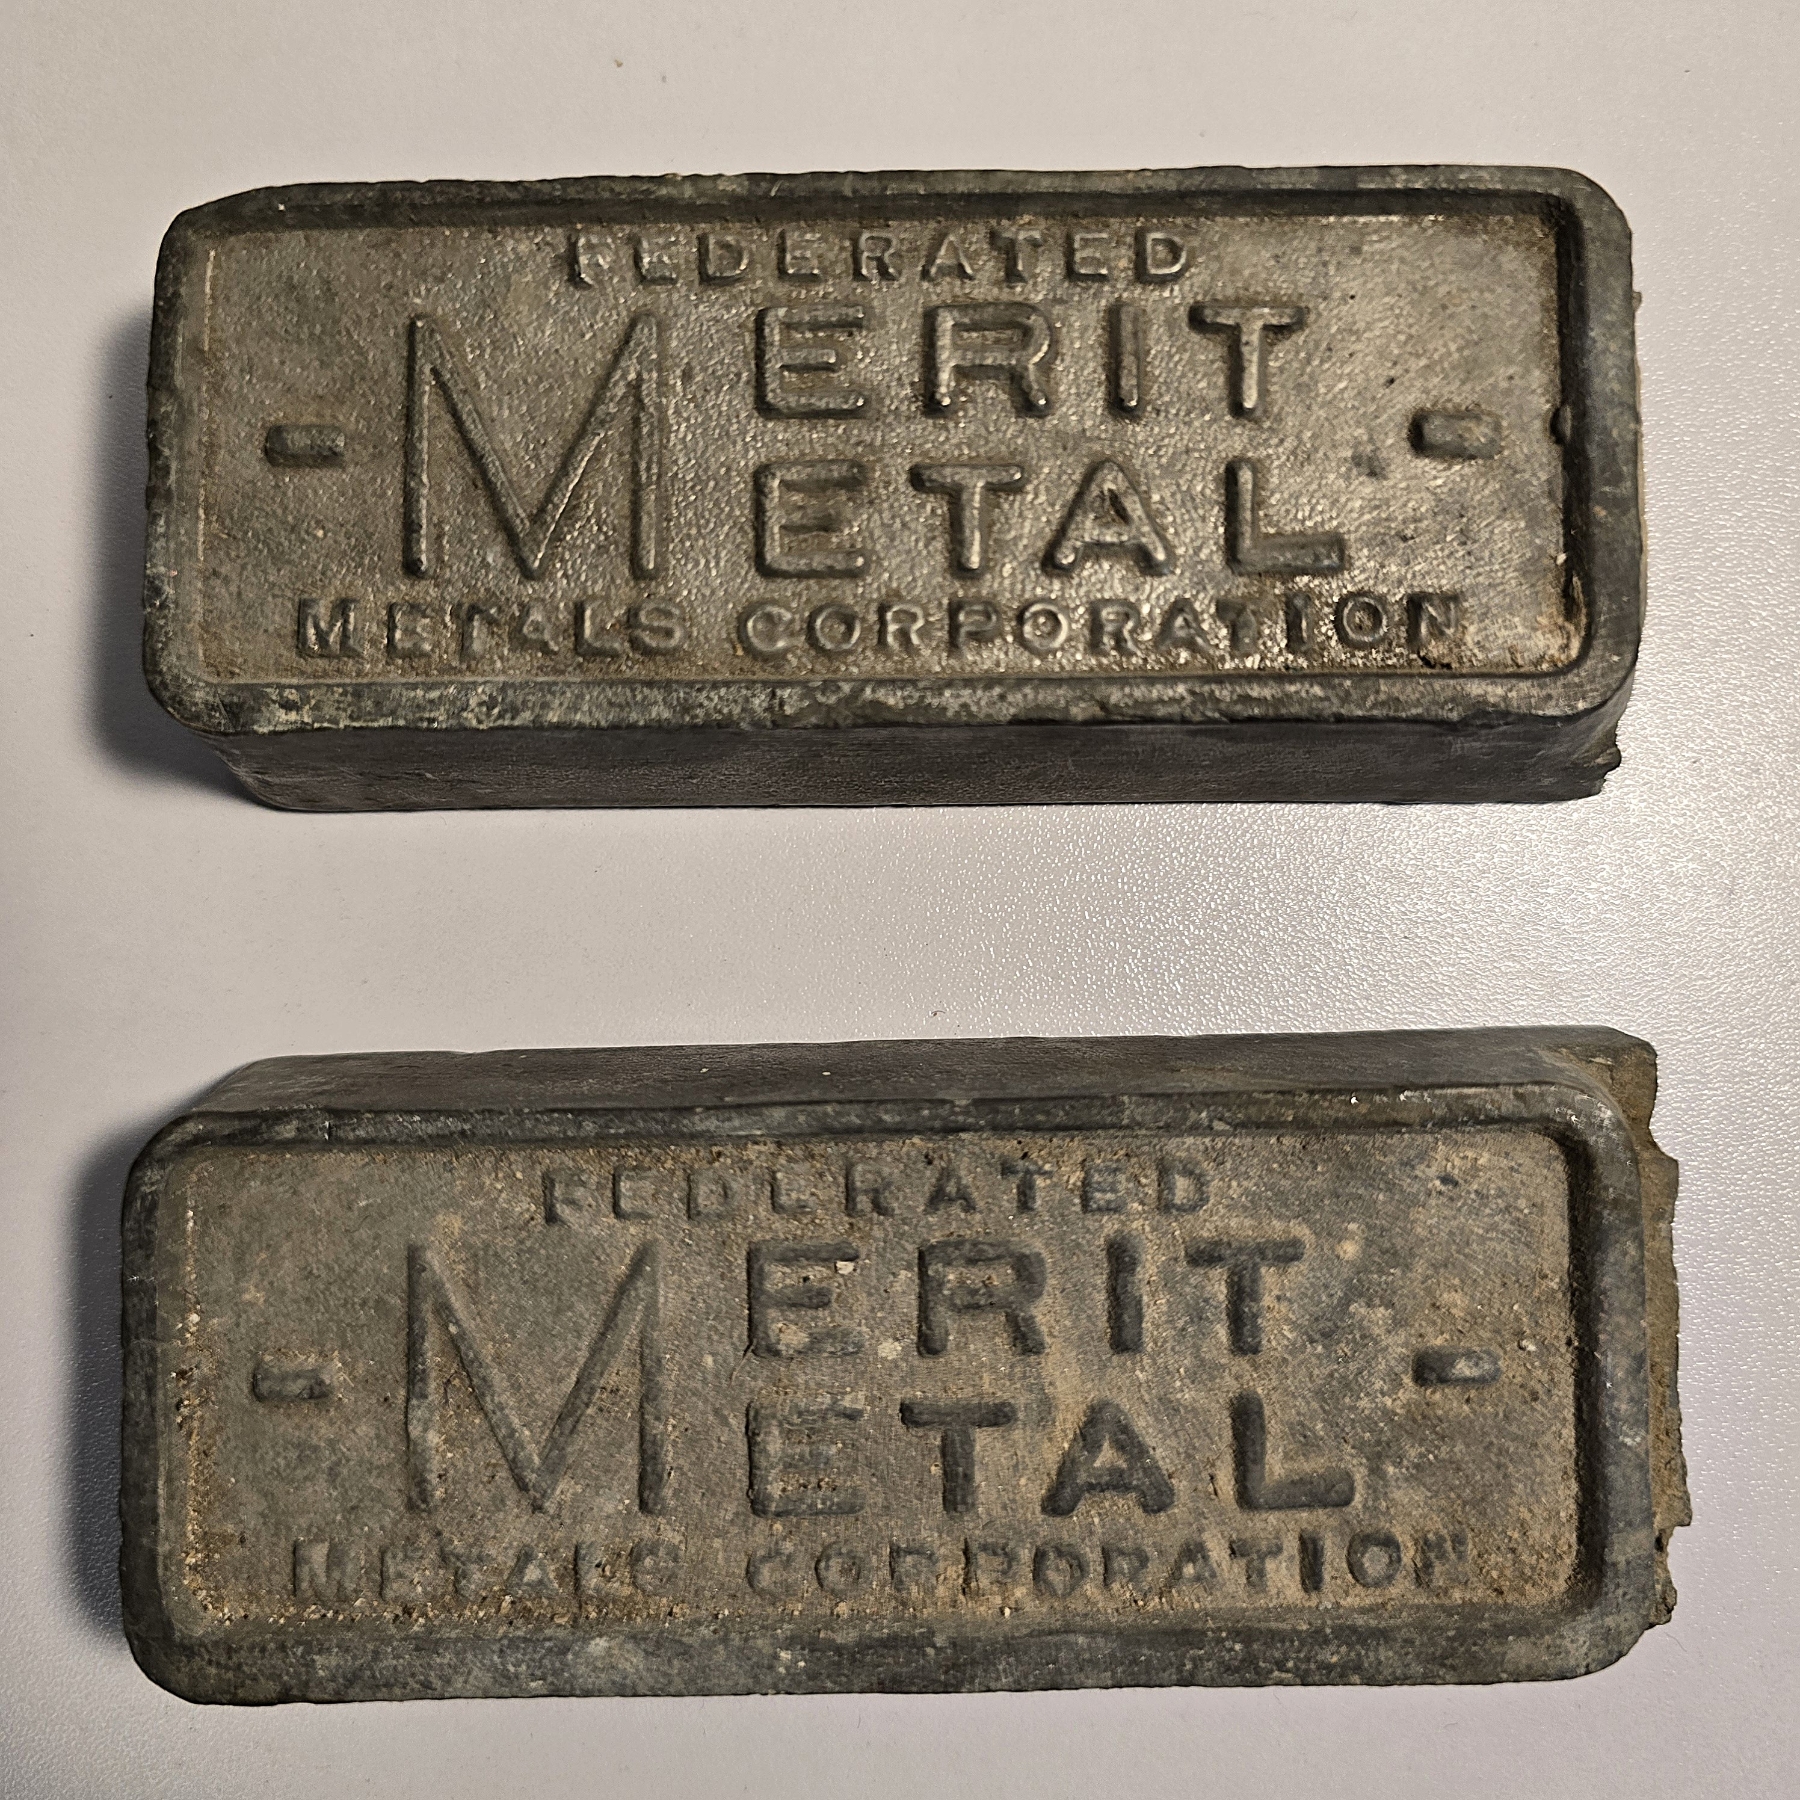 FEDERATED
MERIT
METAL
METALS CORPORATION
FEDERATED
MERIT
METAL
METALS CORPORATION